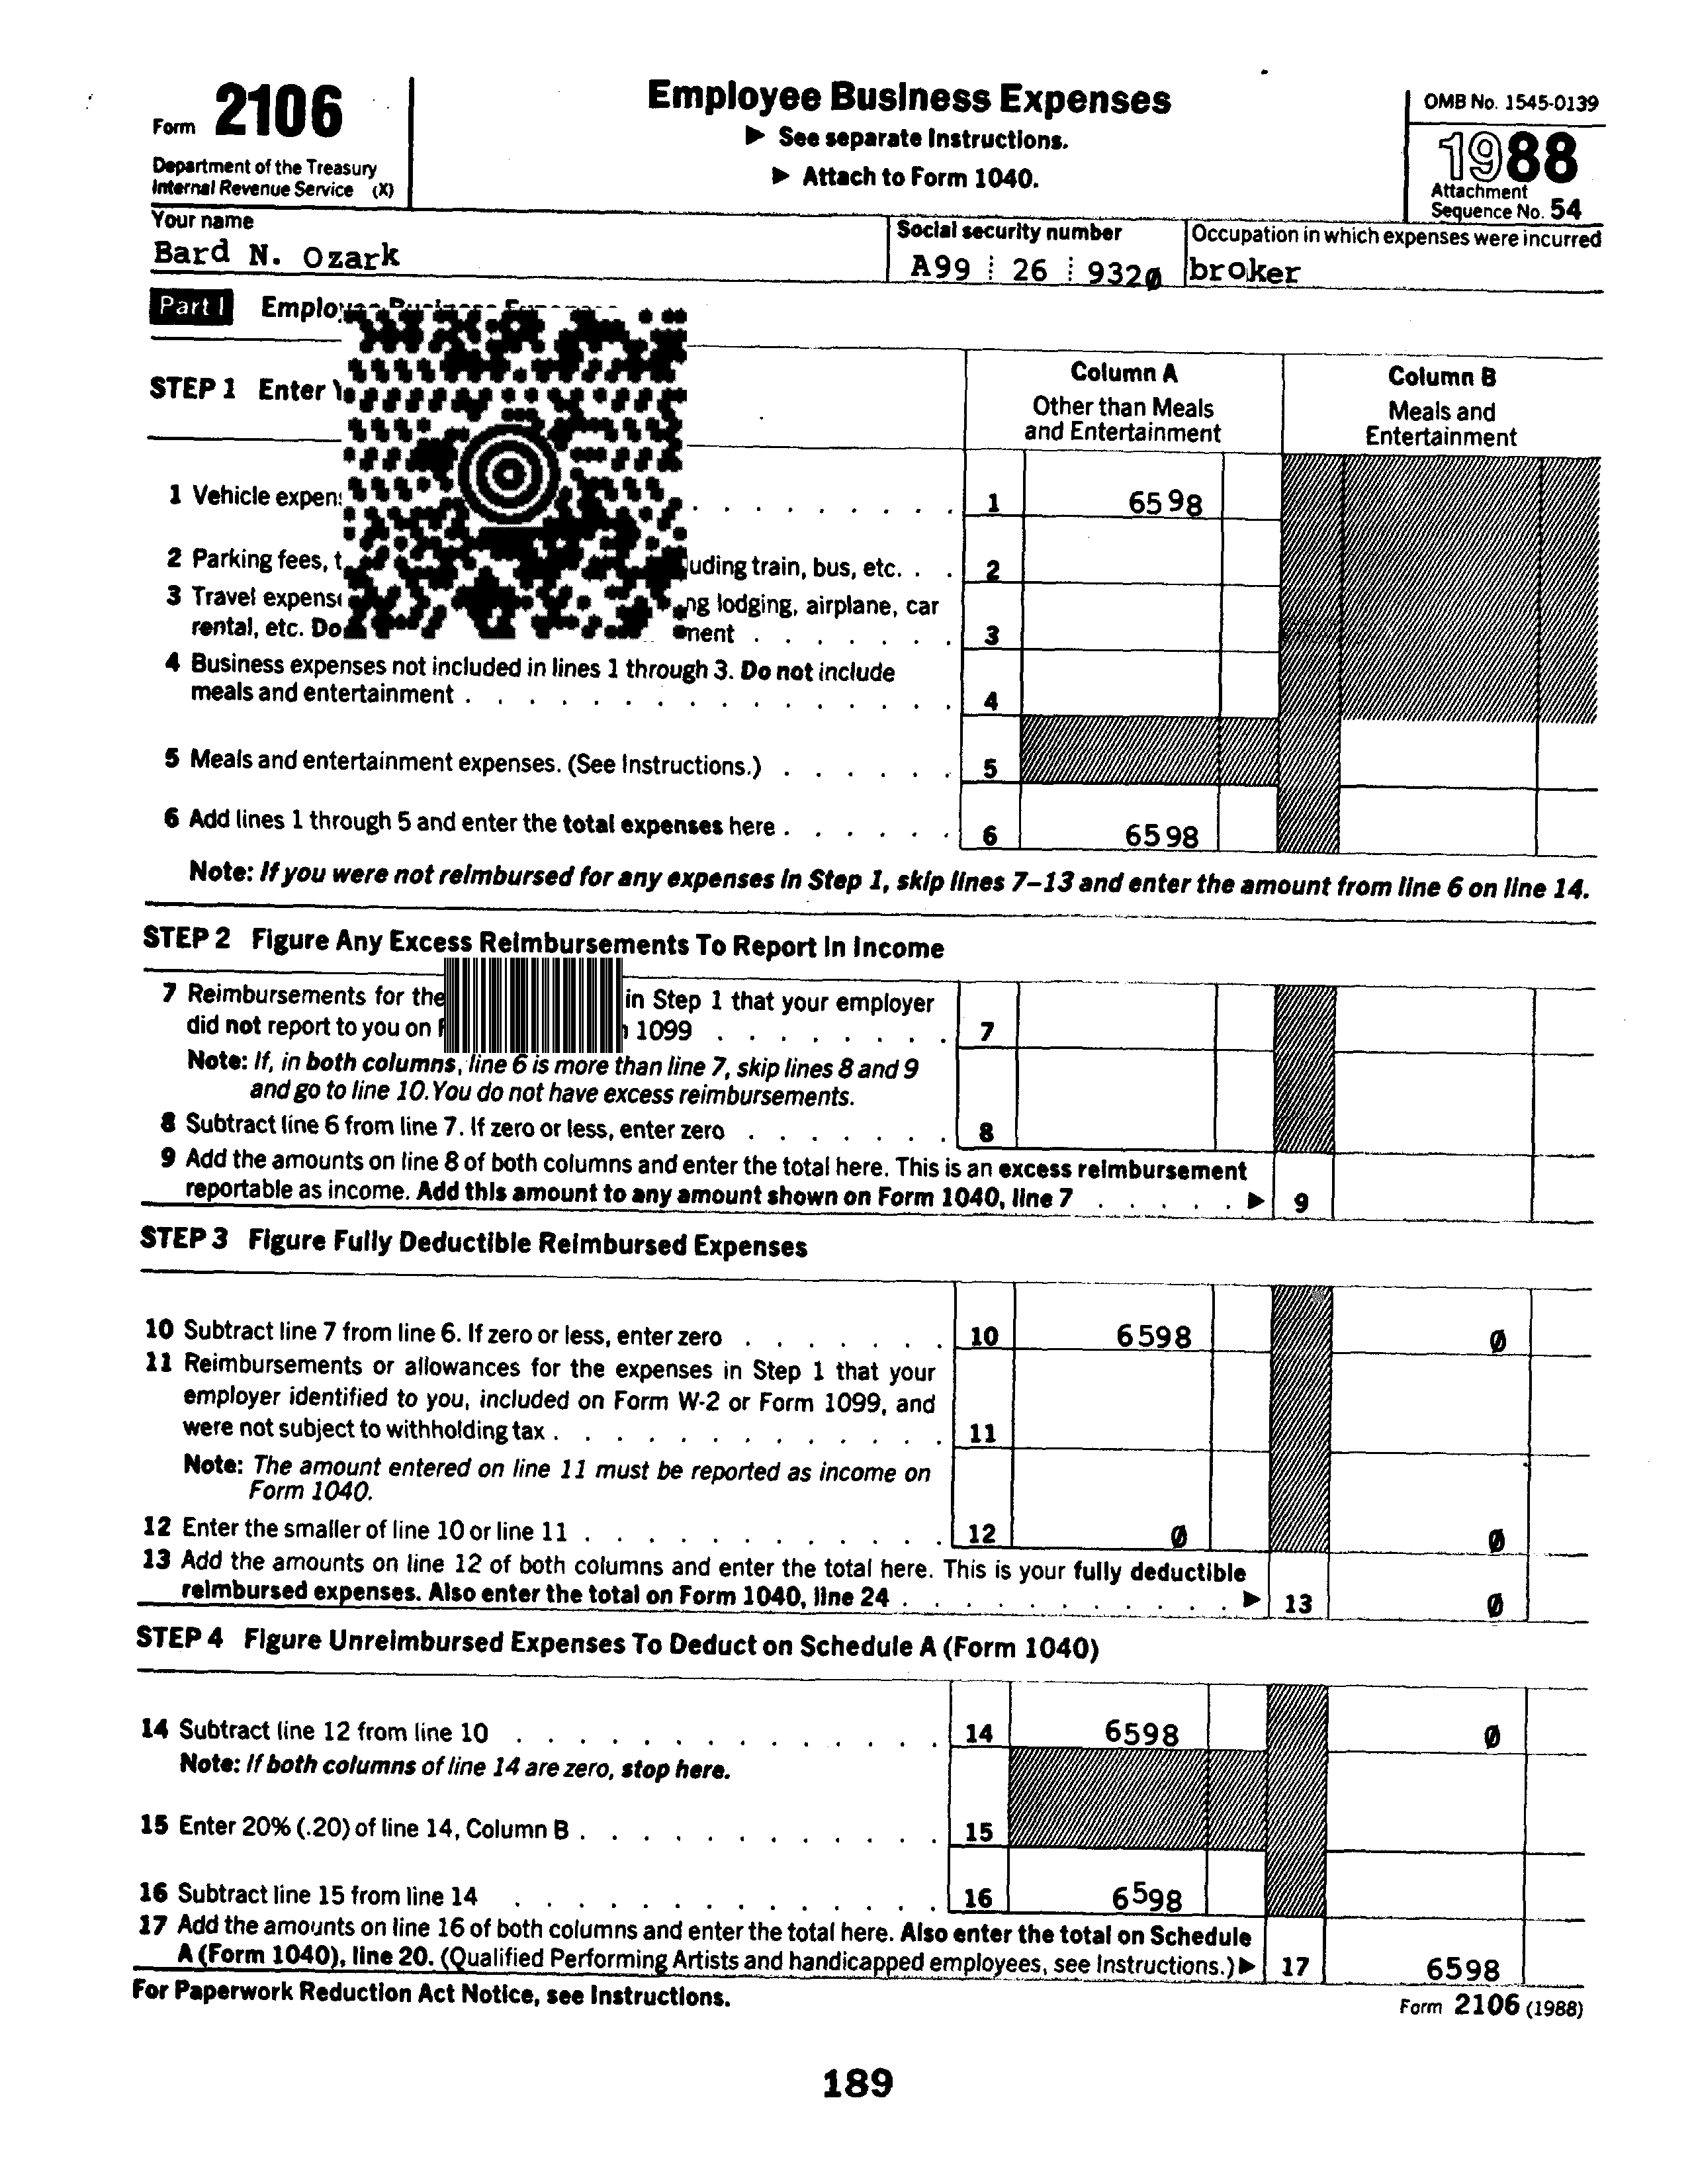 Form 2106
Department of the Treasury
Internal Revenue Service (X)
Employee Business Expenses
▶ See separate Instructions.
▶ Attach to Form 1040.
OMB No. 1545-0139
1988
Attachment
Sequence No. 54
Your name
Bard N. Ozark
Social security number
A99 26 9320
Occupation in which expenses were incurred
broker
Part I
STEP 1 Enter
Column A
Other than Meals
and Entertainment
Column B
Meals and
Entertainment
1 Vehicle . . . . . . . . . 1 6598
2 Parking fees, train, bus, etc. . . 2
3 Travel lodging, airplane, car
rental, etc. Do . . . . . . . 3
4 Business expenses not included in lines 1 through 3. Do not include
meals and entertainment . . . . . . . . . . . . . . . . 4
5 Meals and entertainment expenses. (See Instructions.) . . . . . . 5
6 Add lines 1 through 5 and enter the total expenses here . . . . . . 6 6598
Note: If you were not reimbursed for any expenses in Step 1, skip lines 7–13 and enter the amount from line 6 on line 14.
STEP 2 Figure Any Excess Reimbursements To Report In Income
7 Reimbursements for the in Step 1 that your employer
did not report to you on 1099 . . . . . . . . 7
Note: If, in both columns, line 6 is more than line 7, skip lines 8 and 9
and go to line 10. You do not have excess reimbursements.
8 Subtract line 6 from line 7. If zero or less, enter zero . . . . . . . 8
9 Add the amounts on line 8 of both columns and enter the total here. This is an excess reimbursement
reportable as income. Add this amount to any amount shown on Form 1040, line 7 . . . . . ▶ 9
STEP 3 Figure Fully Deductible Reimbursed Expenses
10 Subtract line 7 from line 6. If zero or less, enter zero . . . . . . . 10 6598 0
11 Reimbursements or allowances for the expenses in Step 1 that your
employer identified to you, included on Form W-2 or Form 1099, and
were not subject to withholding tax . . . . . . . . . . . . . 11
Note: The amount entered on line 11 must be reported as income on
Form 1040.
12 Enter the smaller of line 10 or line 11 . . . . . . . . . . . . 12 0 0
13 Add the amounts on line 12 of both columns and enter the total here. This is your fully deductible
reimbursed expenses. Also enter the total on Form 1040, line 24 . . . . . . . . . . . ▶ 13 0
STEP 4 Figure Unreimbursed Expenses To Deduct on Schedule A (Form 1040)
14 Subtract line 12 from line 10 . . . . . . . . . . . . . . 14 6598 0
Note: If both columns of line 14 are zero, stop here.
15 Enter 20% (.20) of line 14, Column B . . . . . . . . . . . . 15
16 Subtract line 15 from line 14 . . . . . . . . . . . . . . 16 6598
17 Add the amounts on line 16 of both columns and enter the total here. Also enter the total on Schedule
A (Form 1040), line 20. (Qualified Performing Artists and handicapped employees, see Instructions.) ▶ 17 6598
For Paperwork Reduction Act Notice, see Instructions.
Form 2106 (1988)
189